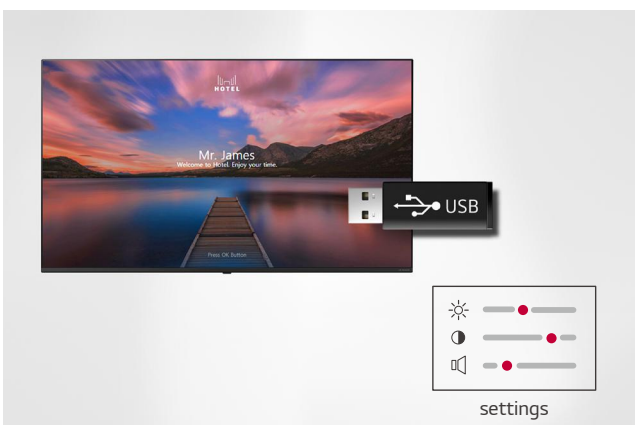 HOTEL
Mr. James
Welcome to Hotel. Enjoy your time.
Press OK Button
USB
settings